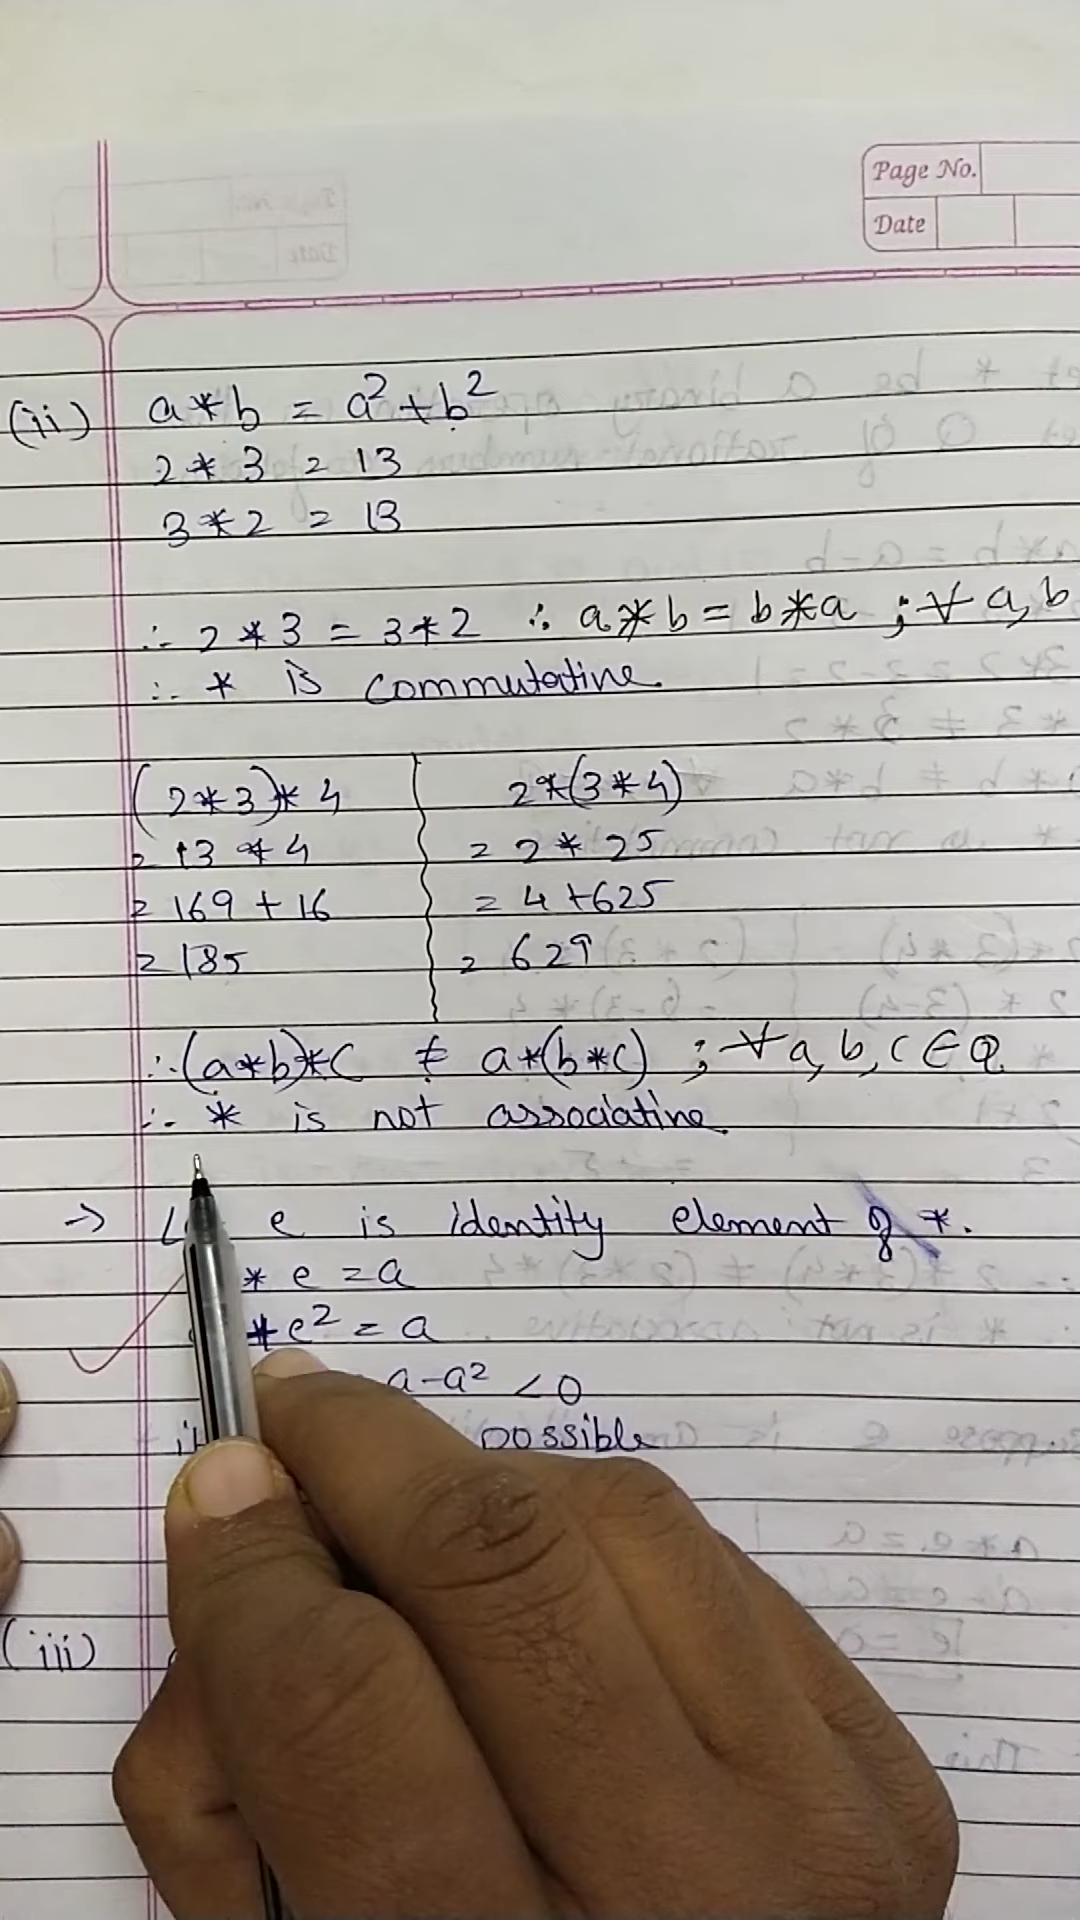 Page No.
Date
(ii) a*b = a²+b²
2*3 = 13
3*2 = 13
∴ 2*3 = 3*2 ∴ a*b = b*a ; ∀ a, b
∴ * is commutative.
(2*3)*4 2*(3*4)
= 13*4 = 2*25
= 169+16 = 4+625
= 185 = 629
∴ (a*b)*c ≠ a*(b*c) ; ∀ a, b, c ∈ Q
∴ * is not associative.
→ e is identity element of *.
* e = a
+e² = a
a-a² < 0
possible
(iii)